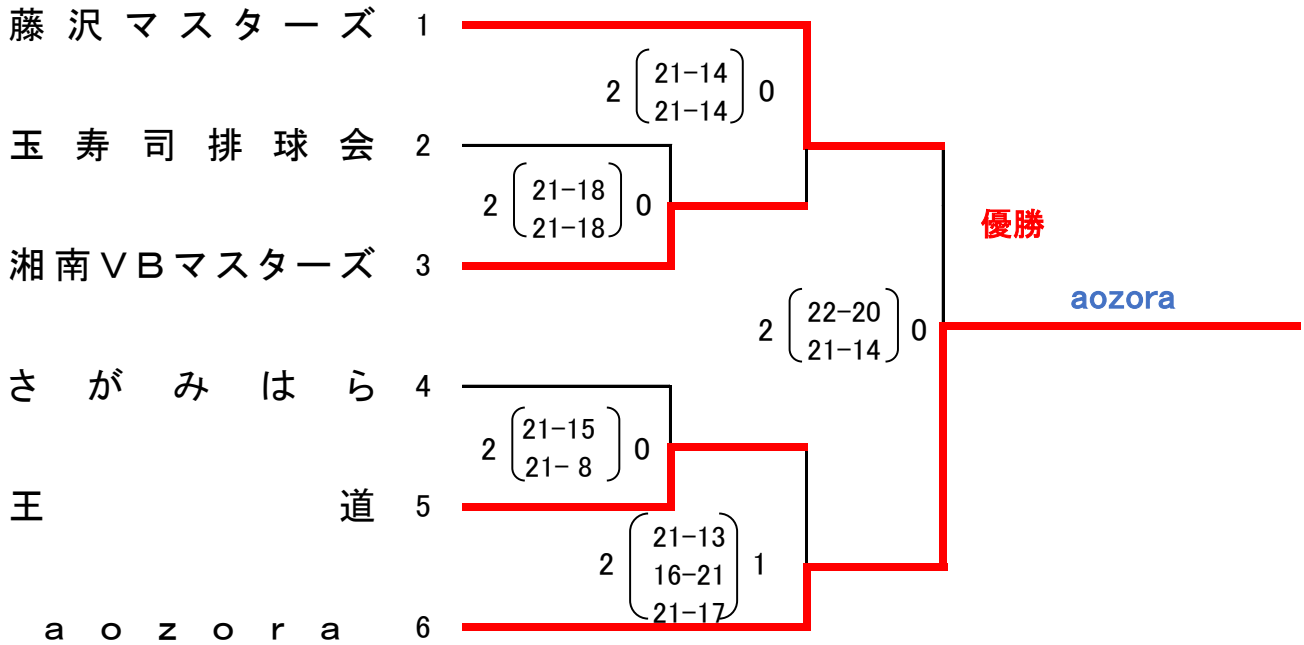 藤沢マスターズ 1
2 21-14 0
21-14
玉寿司排球会 2
2 21-18 0
21-18
湘南VBマスターズ 3
優勝
aozora
2 22-20 0
21-14
さがみはら 4
2 21-15 0
21- 8
王道 5
2 21-13 1
16-21
21-17
aozora 6